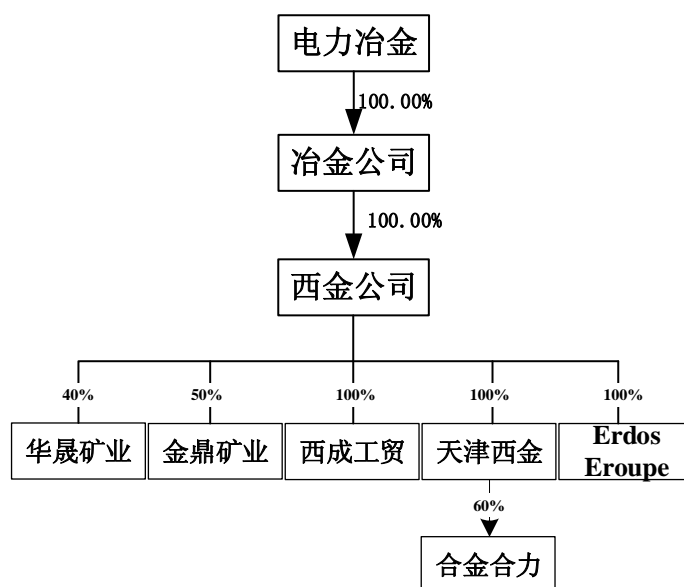 电力冶金
100.00%
冶金公司
100.00%
西金公司
40%
50%
100%
100%
100%
华晟矿业
金鼎矿业
西成工贸
天津西金
Erdos
Eroupe
60%
合金合力